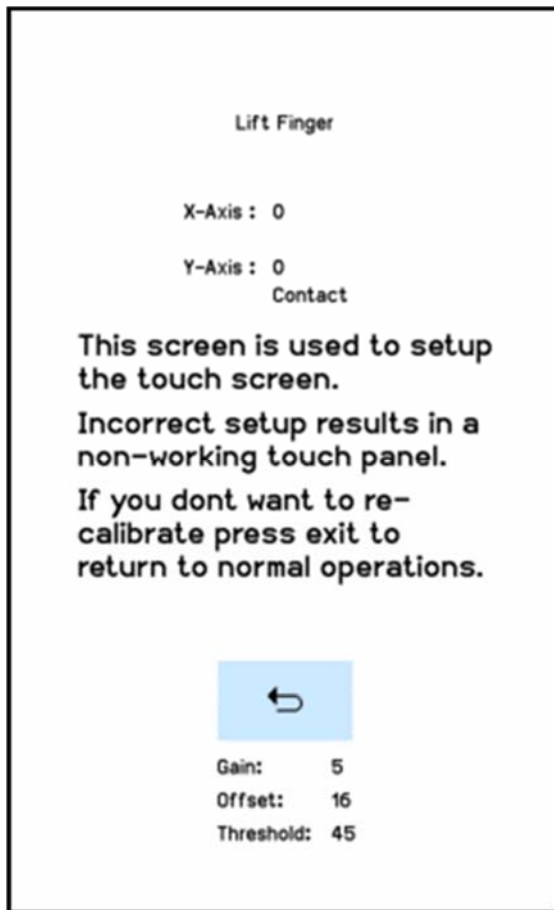 Lift Finger
X-Axis : 0
Y-Axis : 0
Contact
This screen is used to setup
the touch screen.
Incorrect setup results in a
non-working touch panel.
If you dont want to re-
calibrate press exit to
return to normal operations.
Gain: 5
Offset: 16
Threshold: 45